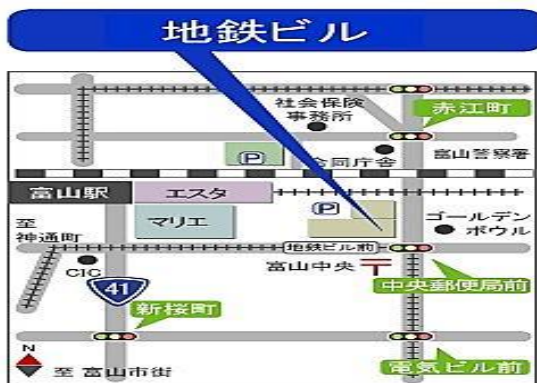 地鉄ビル
社会保険
事務所
赤江町
P
合同庁舎
富山警察署
富山駅
エスタ
P
至
神通町
マリエ
ゴールデン
ボウル
地鉄ビル前
CIC
富山中央
〒
中央郵便局前
41
新桜町
N
至 富山市街
電気ビル前